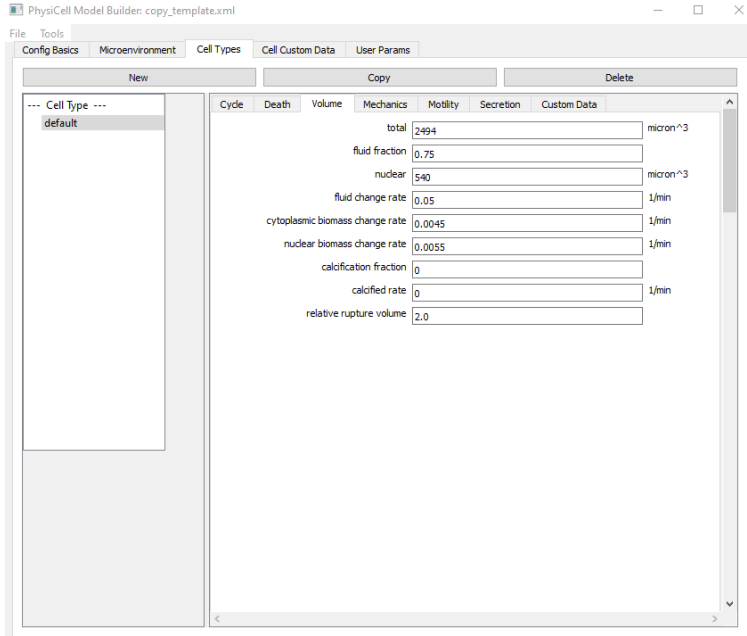 PhysiCell Model Builder: copy_template.xml
File Tools
Config Basics Microenvironment Cell Types Cell Custom Data User Params
New Copy Delete
--- Cell Type ---
default
Cycle Death Volume Mechanics Motility Secretion Custom Data
total 2494 micron^3
fluid fraction 0.75
nuclear 540 micron^3
fluid change rate 0.05 1/min
cytoplasmic biomass change rate 0.0045 1/min
nuclear biomass change rate 0.0055 1/min
calcification fraction 0
calcified rate 0 1/min
relative rupture volume 2.0